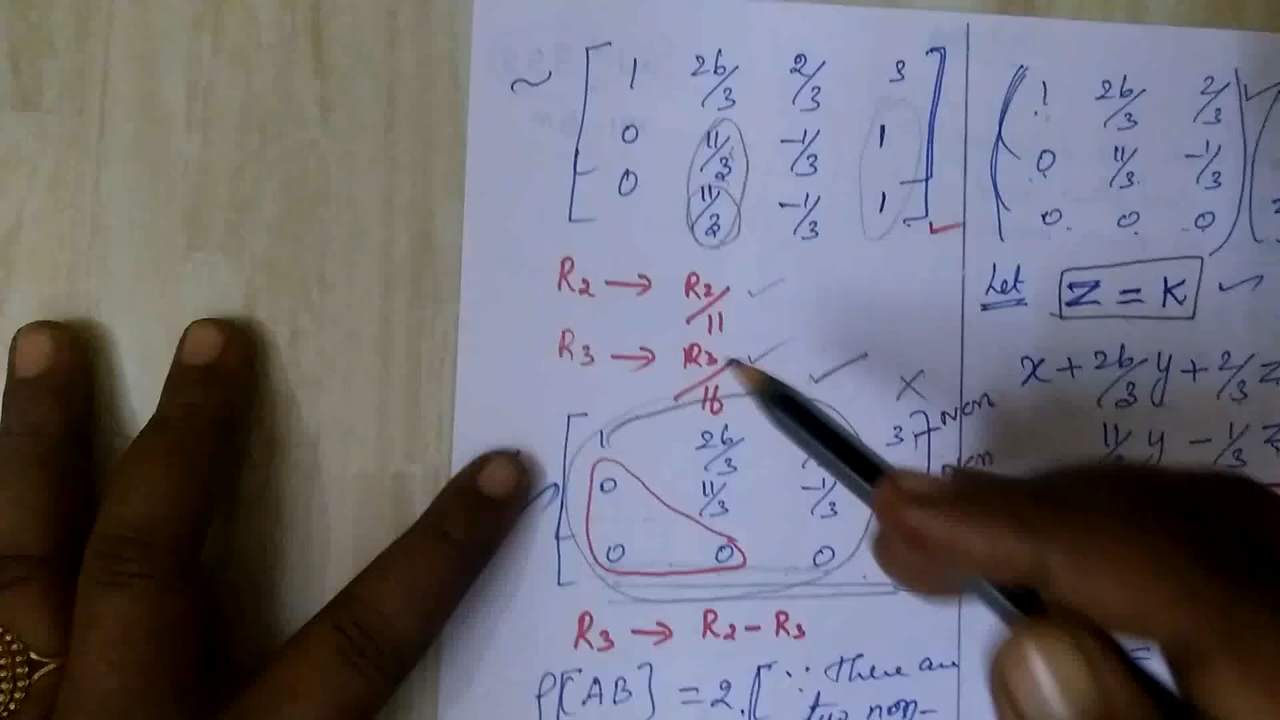 ~ [ 1 26/3 2/3 3 ]
0 11/3 -1/3 1
0 11/3 -1/3 1
R2 → R2/11
R3 → R3/16
[ 1 26/3 3 ] non
0 11/3 -1/3
0 0 0
R3 → R2 - R3
ρ[AB] = 2. [∵ There are
two non-
( 1 26/3 2/3 )
0 11/3 -1/3
0 0 0
Let Z = K
x + 26/3 y + 2/3 z
y - 1/3 z
=